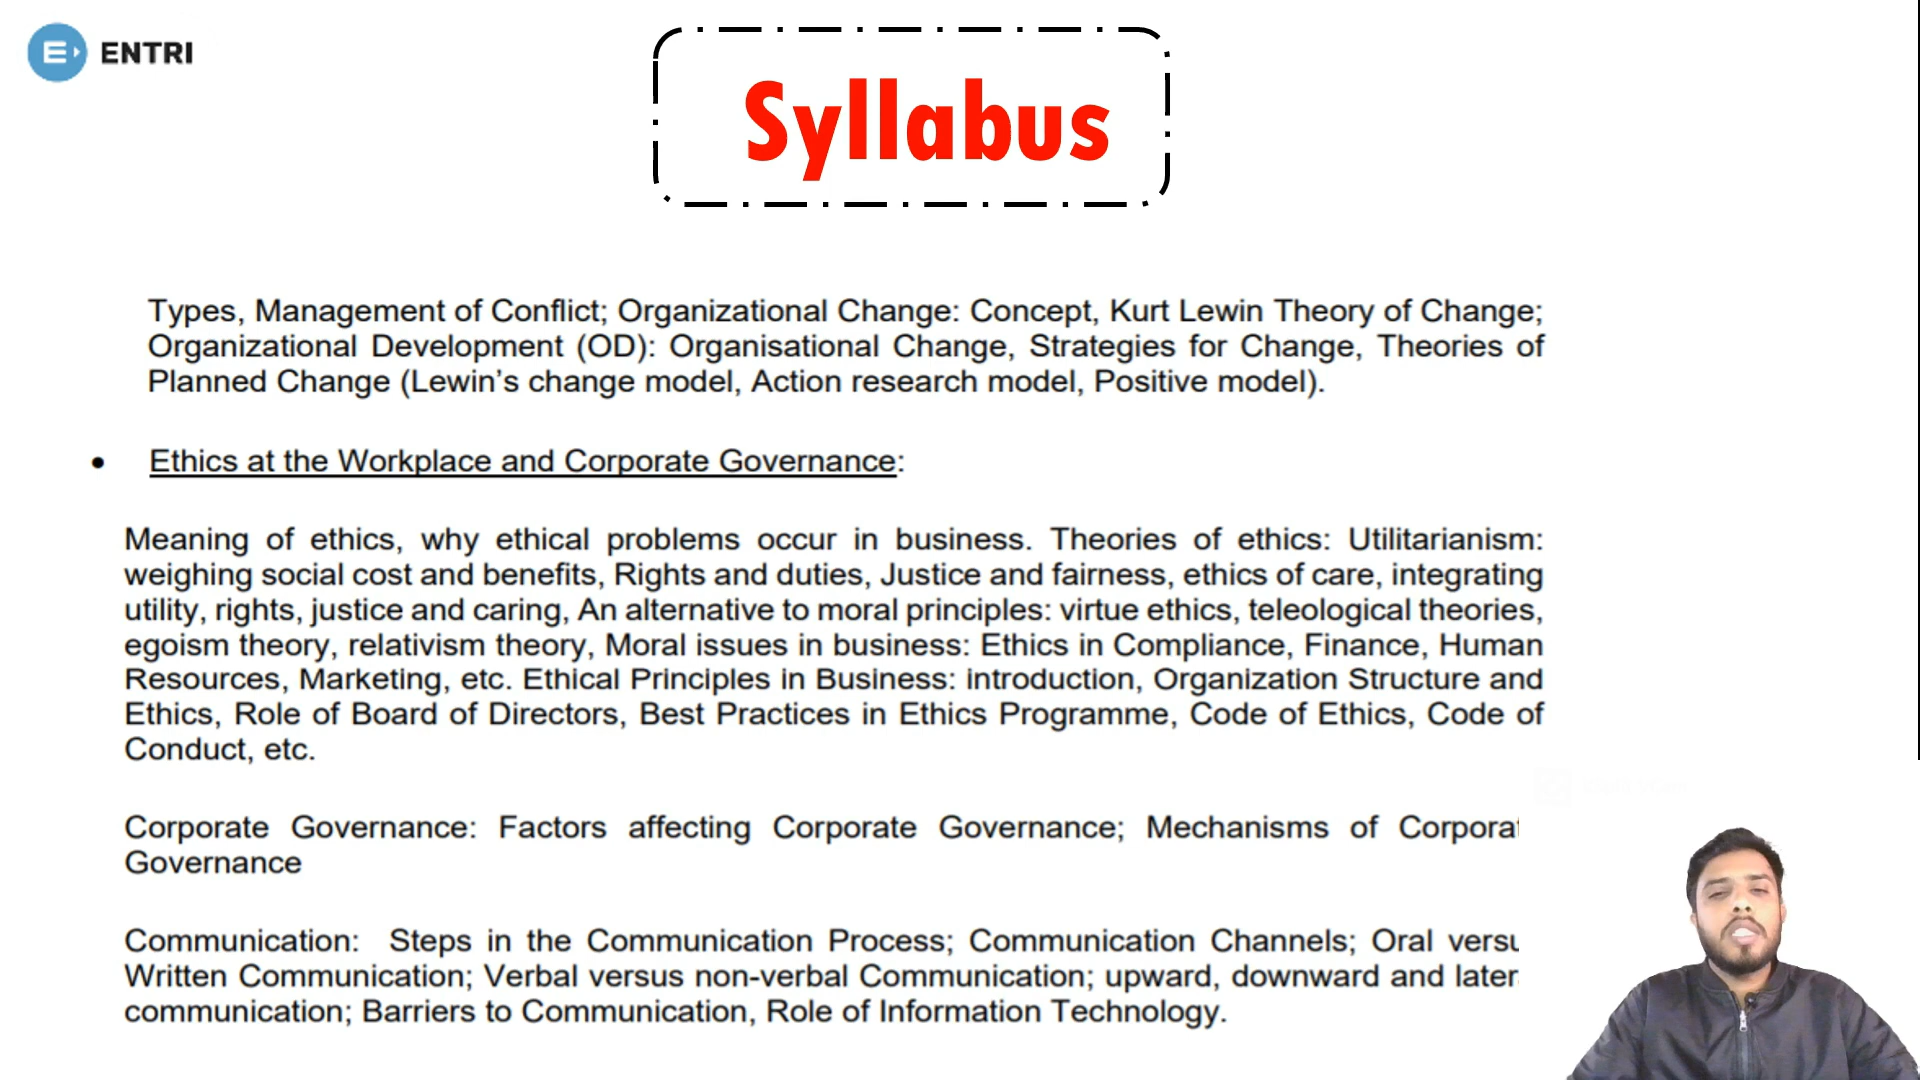 ENTRI
Syllabus
Types, Management of Conflict; Organizational Change: Concept, Kurt Lewin Theory of Change;
Organizational Development (OD): Organisational Change, Strategies for Change, Theories of
Planned Change (Lewin’s change model, Action research model, Positive model).
• Ethics at the Workplace and Corporate Governance:
Meaning of ethics, why ethical problems occur in business. Theories of ethics: Utilitarianism:
weighing social cost and benefits, Rights and duties, Justice and fairness, ethics of care, integrating
utility, rights, justice and caring, An alternative to moral principles: virtue ethics, teleological theories,
egoism theory, relativism theory, Moral issues in business: Ethics in Compliance, Finance, Human
Resources, Marketing, etc. Ethical Principles in Business: introduction, Organization Structure and
Ethics, Role of Board of Directors, Best Practices in Ethics Programme, Code of Ethics, Code of
Conduct, etc.
Corporate Governance: Factors affecting Corporate Governance; Mechanisms of Corpora
Governance
Communication: Steps in the Communication Process; Communication Channels; Oral versu
Written Communication; Verbal versus non-verbal Communication; upward, downward and later
communication; Barriers to Communication, Role of Information Technology.